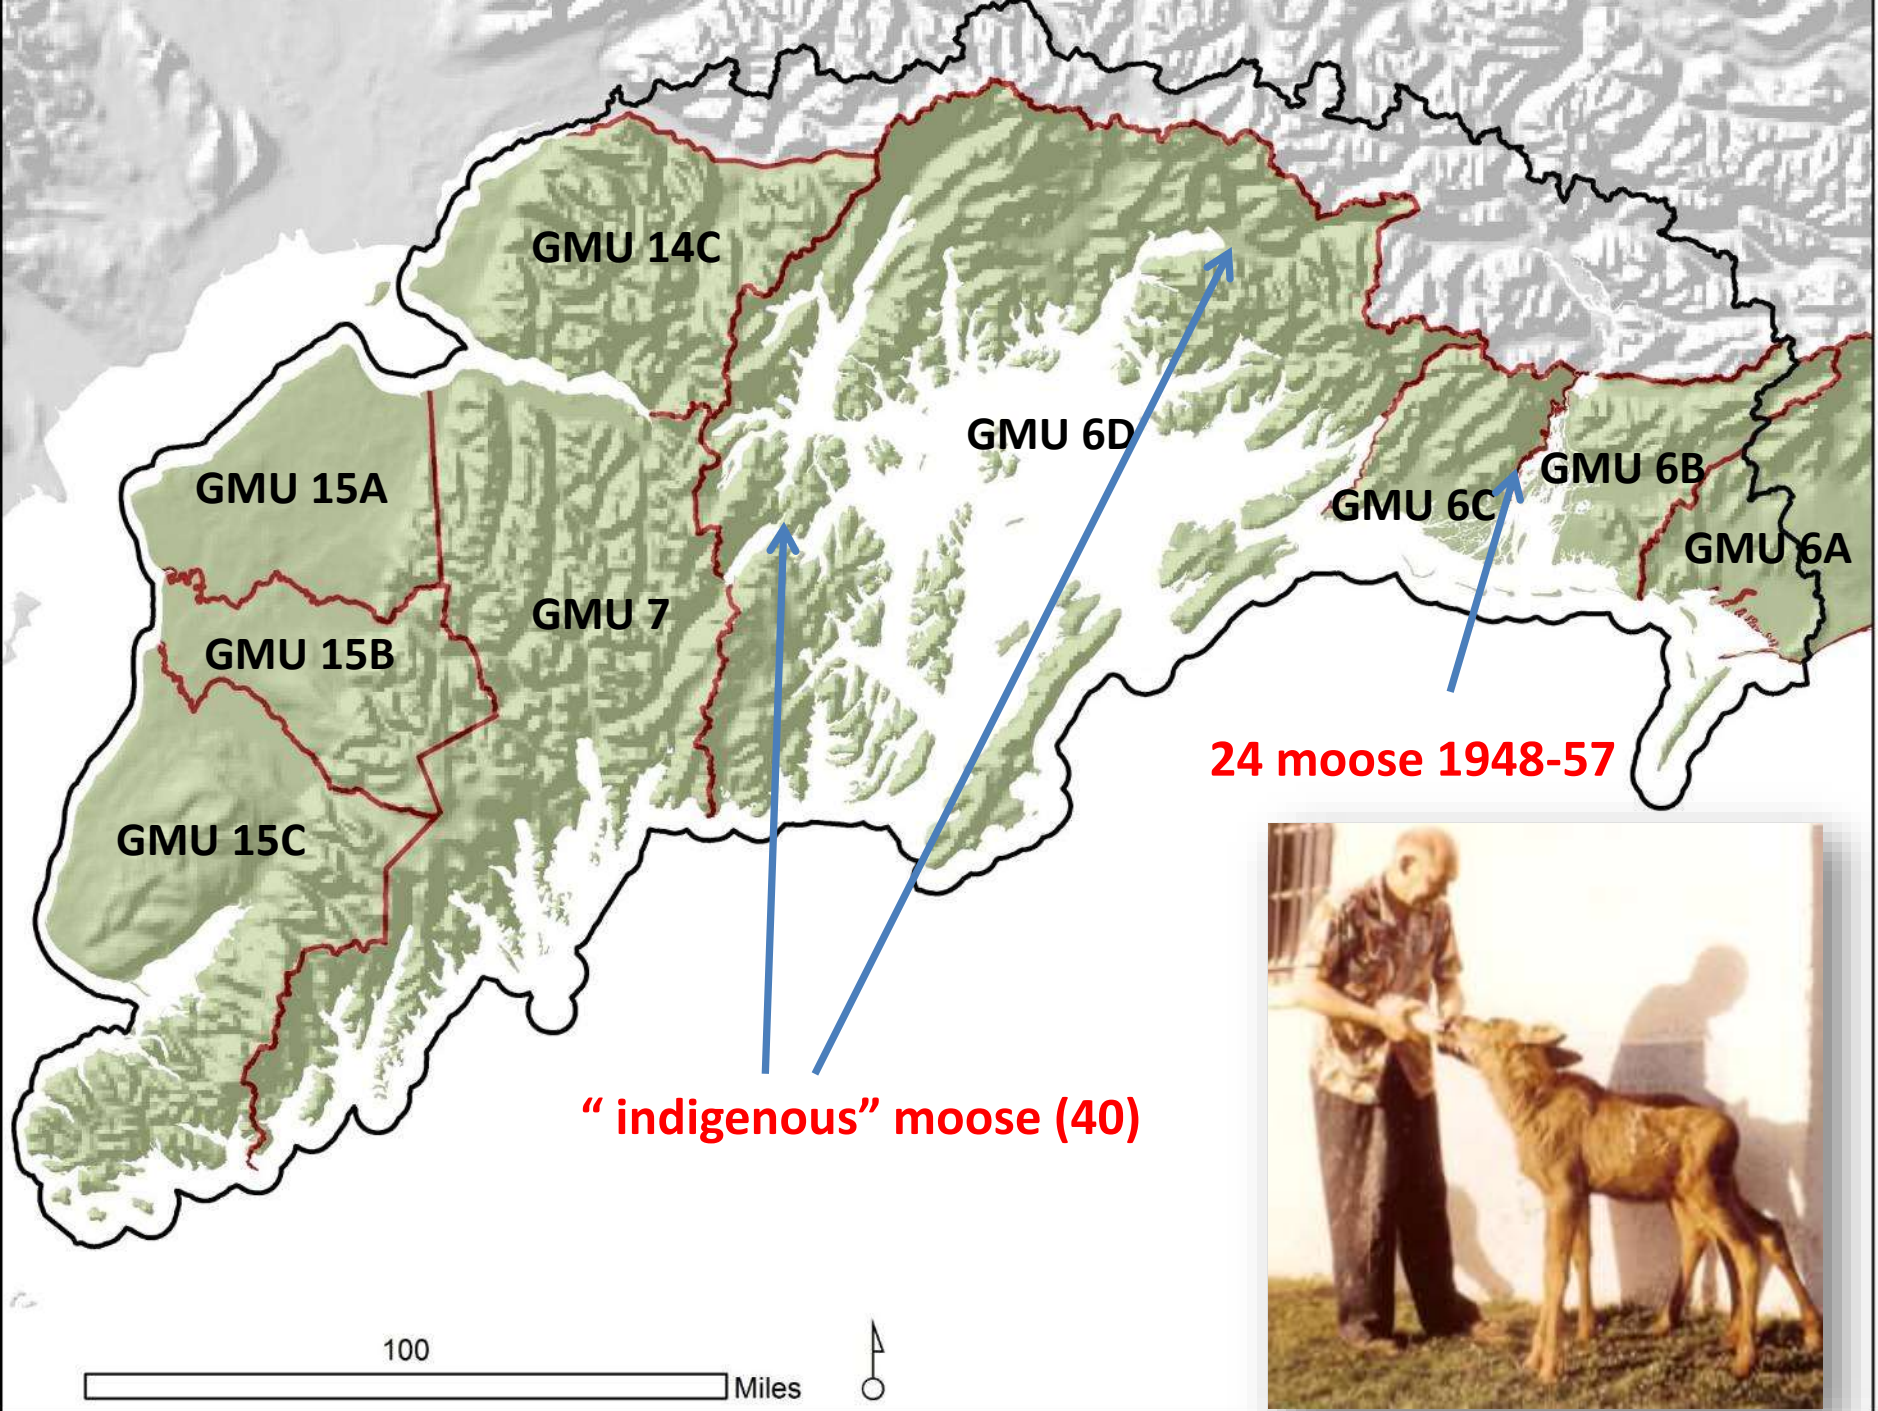 GMU 14C
GMU 6D
GMU 15A
GMU 6B
GMU 6C
GMU 6A
GMU 7
GMU 15B
24 moose 1948-57
GMU 15C
“ indigenous” moose (40)
100
Miles